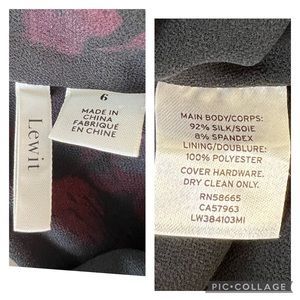 Lewit
6
MADE IN
CHINA
FABRIQUÉ
EN CHINE
MAIN BODY/CORPS:
92% SILK/SOIE
8% SPANDEX
LINING/DOUBLURE:
100% POLYESTER
COVER HARDWARE.
DRY CLEAN ONLY.
RN58665
CA57963
LW384103MI
PIC•COLLAGE